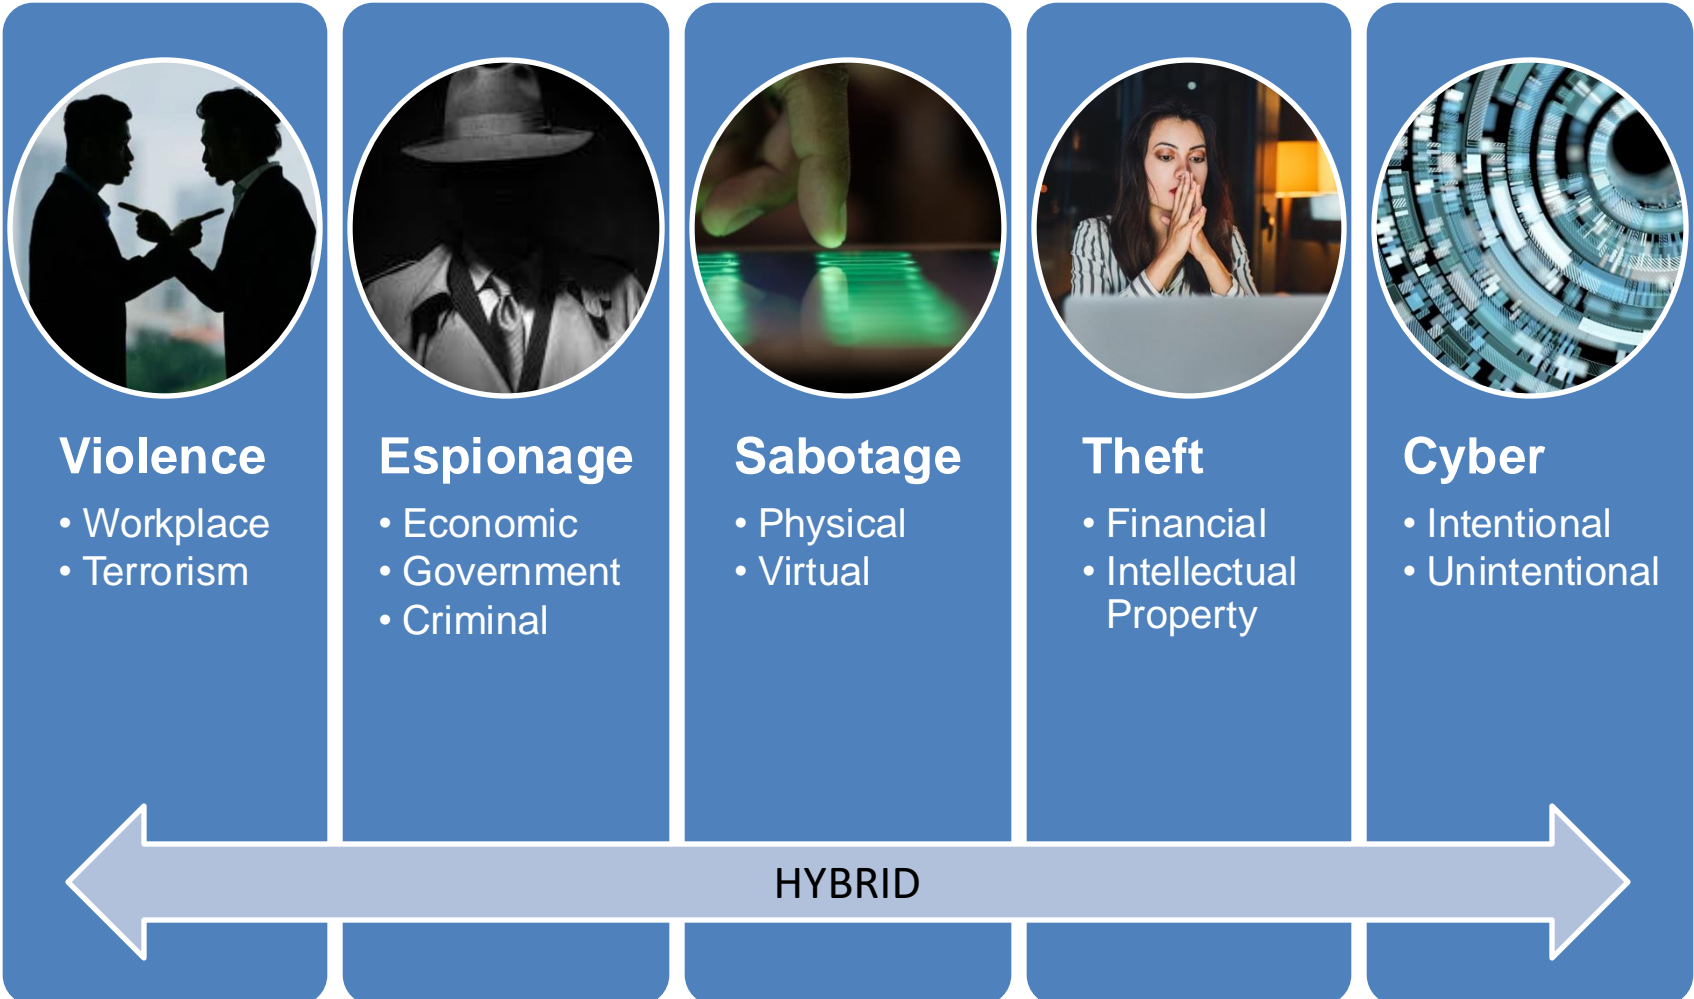 Violence
• Workplace
• Terrorism
Espionage
• Economic
• Government
• Criminal
Sabotage
• Physical
• Virtual
Theft
• Financial
• Intellectual
Property
Cyber
• Intentional
• Unintentional
HYBRID